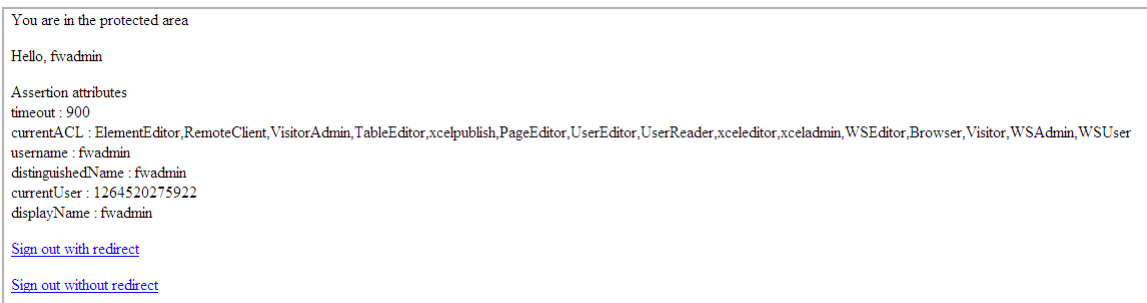 You are in the protected area
Hello, fwadmin
Assertion attributes
timeout : 900
currentACL : ElementEditor,RemoteClient,VisitorAdmin,TableEditor,xcelpublish,PageEditor,UserEditor,UserReader,xceleditor,xceladmin,WSEditor,Browser,Visitor,WSAdmin,WSUser
username : fwadmin
distinguishedName : fwadmin
currentUser : 1264520275922
displayName : fwadmin
Sign out with redirect
Sign out without redirect